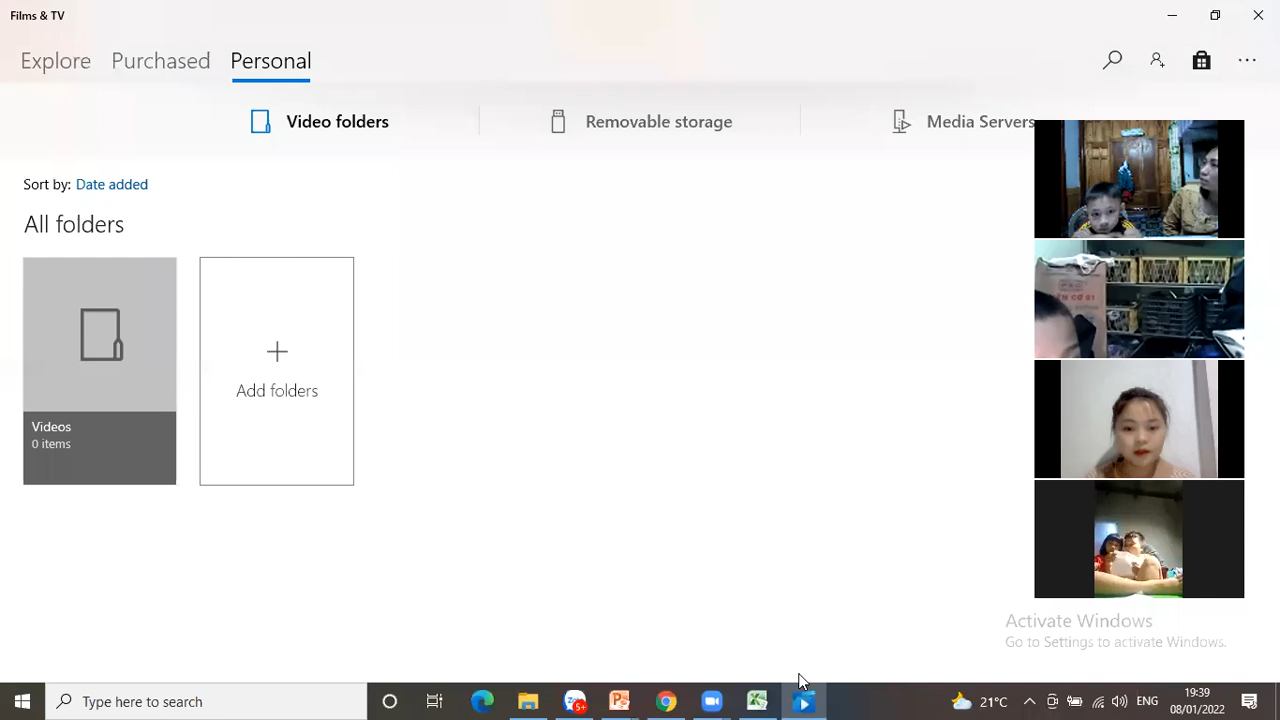 Films & TV
Explore Purchased Personal
Video folders Removable storage Media Servers
Sort by: Date added
All folders
Add folders
Videos
0 items
Activate Windows
Go to Settings to activate Windows.
Type here to search
5+
21°C
ENG
19:39
08/01/2022